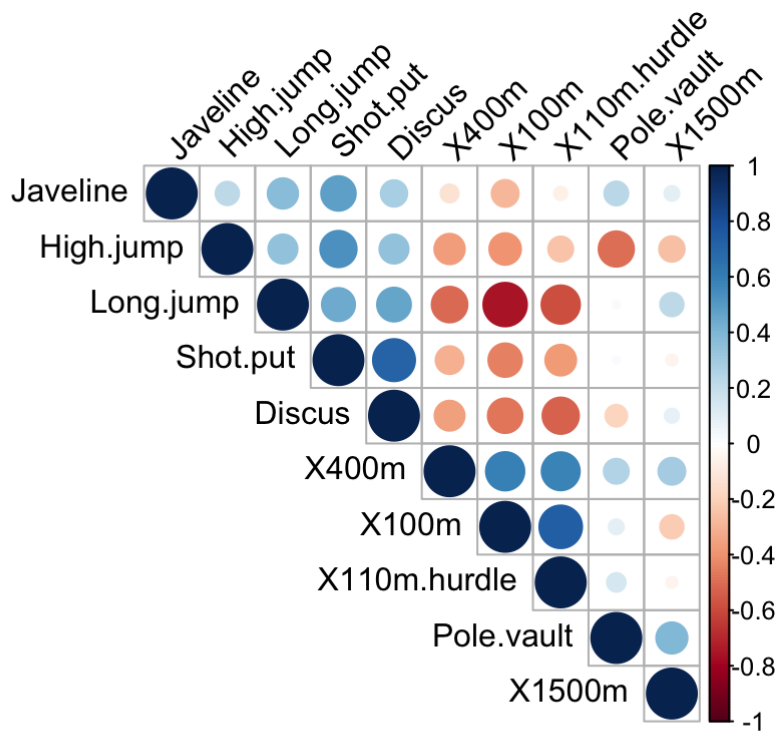 Javeline
High.jump
Long.jump
Shot.put
Discus
X400m
X100m
X110m.hurdle
Pole.vault
X1500m
Javeline
High.jump
Long.jump
Shot.put
Discus
X400m
X100m
X110m.hurdle
Pole.vault
X1500m
1
0.8
0.6
0.4
0.2
0
-0.2
-0.4
-0.6
-0.8
-1